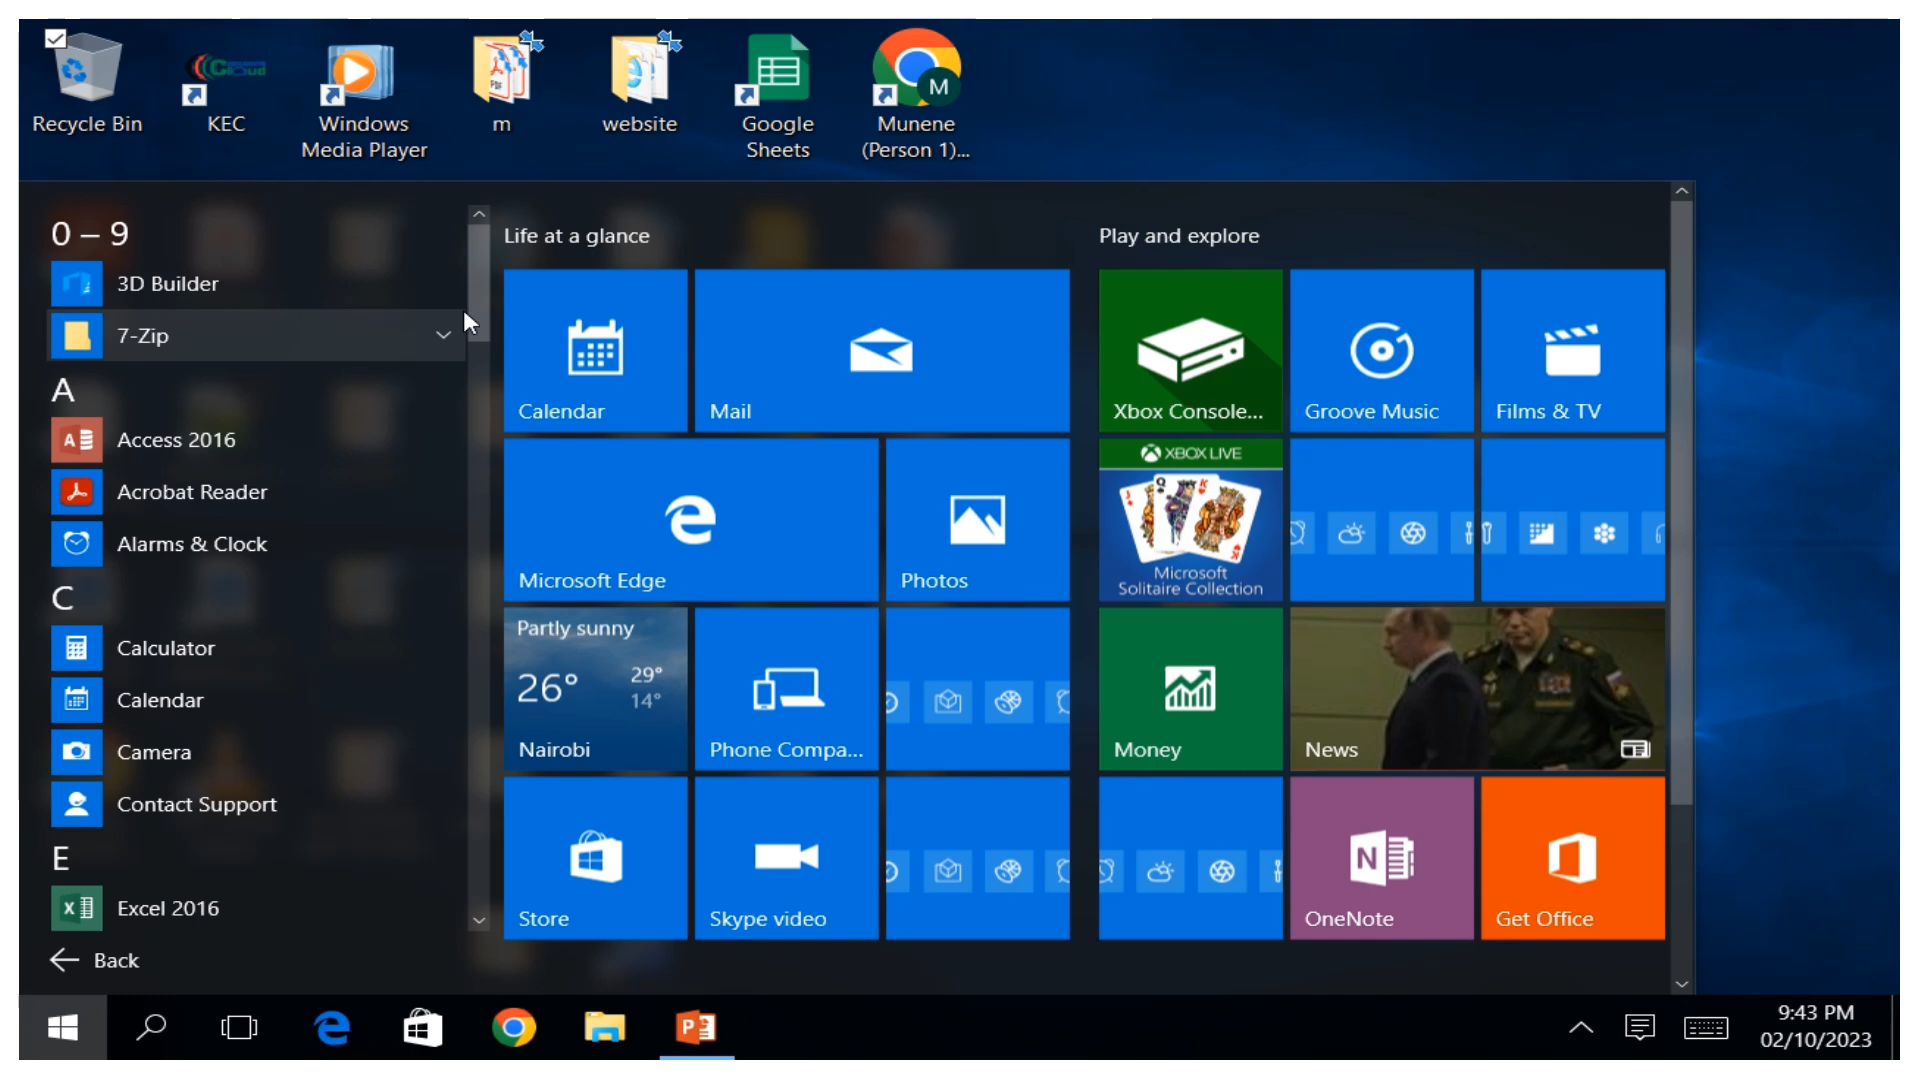 Recycle Bin
KEC
Windows
Media Player
m
website
Google
Sheets
Munene
(Person 1)...
M
Cloud
PDF
0 – 9
3D Builder
7-Zip
A
Access 2016
Acrobat Reader
Alarms & Clock
C
Calculator
Calendar
Camera
Contact Support
E
Excel 2016
Back
Life at a glance
Calendar
Mail
Microsoft Edge
Photos
Partly sunny
26°
29°
14°
Nairobi
Phone Compa...
Store
Skype video
Play and explore
Xbox Console...
Groove Music
Films & TV
XBOX LIVE
Microsoft
Solitaire Collection
Money
News
OneNote
Get Office
9:43 PM
02/10/2023